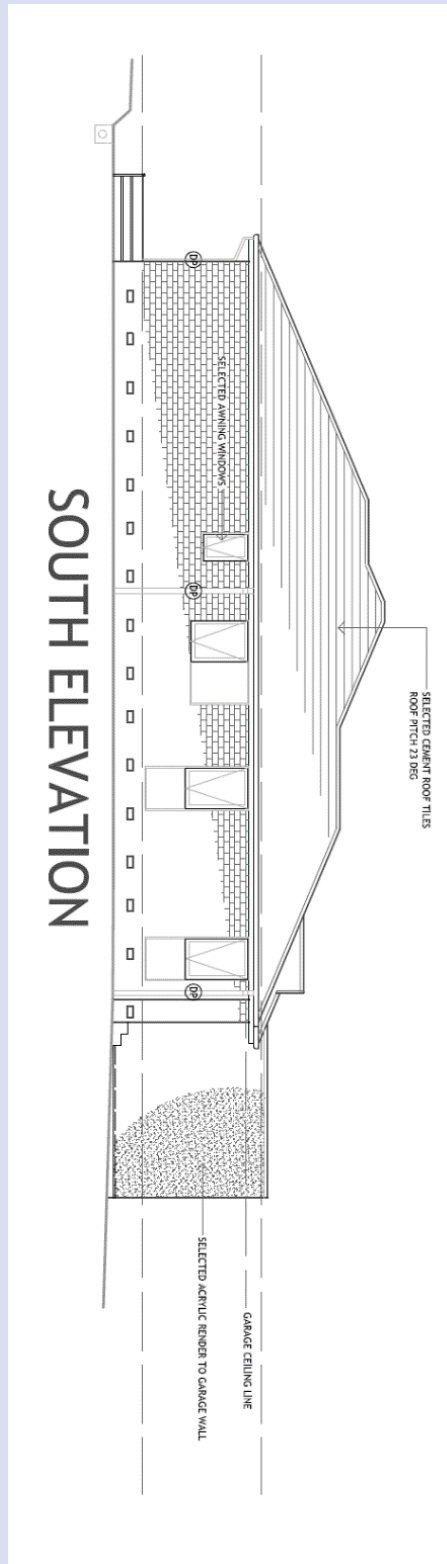 SELECTED CEMENT ROOF TILES
ROOF PITCH 23 DEG
DP
SELECTED AWNING WINDOWS
DP
DP
GARAGE CEILING LINE
SELECTED ACRYLIC RENDER TO GARAGE WALL
SOUTH ELEVATION